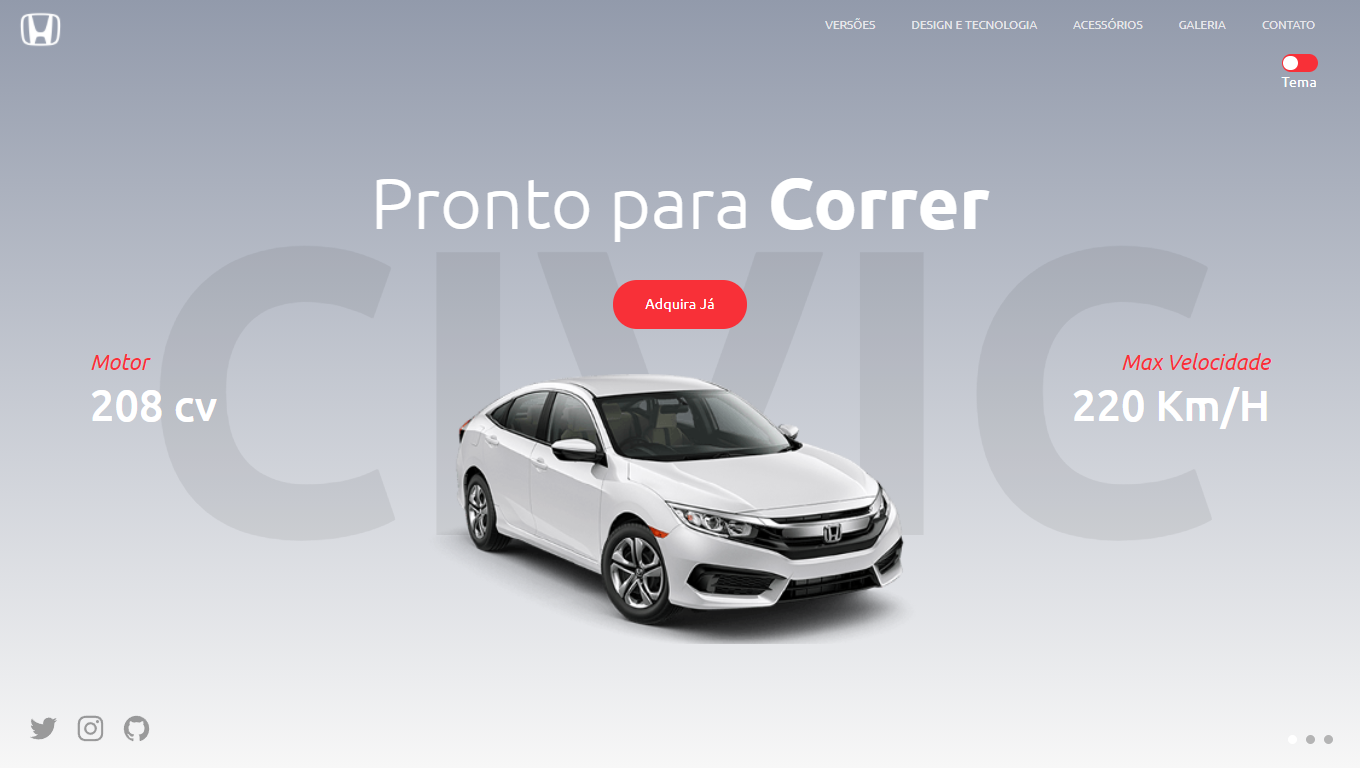 VERSÕES DESIGN E TECNOLOGIA ACESSÓRIOS GALERIA CONTATO
Tema
Pronto para Correr
CIVIC
Adquira Já
Motor
208 cv
Max Velocidade
220 Km/H